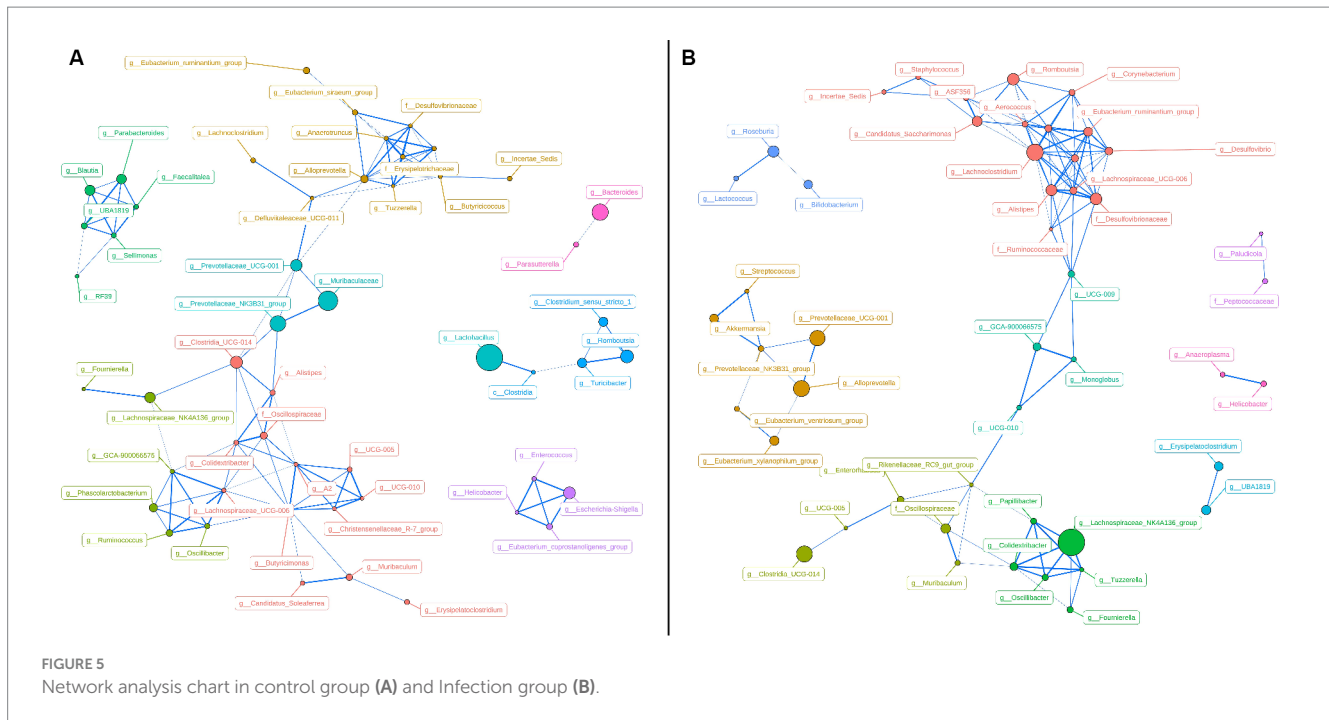 A
g__Eubacterium_ruminantium_group
g__Eubacterium_siraeum_group
g__Parabacteroides
g__Lachnoclostridium
f__Desulfovibrionaceae
g__Anaerotruncus
g__Blautia
g__Faecalitalea
g__Alloprevotella
f__Erysipelotrichaceae
g__Incertae_Sedis
g__UBA1819
g__Defluviitaleaceae_UCG-011
g__Tuzzerella
g__Butyricicoccus
g__Bacteroides
g__Sellimonas
g__Parasutterella
g__Prevotellaceae_UCG-001
g__RF39
g__Muribaculaceae
g__Prevotellaceae_NK3B31_group
g__Clostridium_sensu_stricto_1
g__Lactobacillus
g__Romboutsia
g__Clostridia_UCG-014
g__Fournierella
g__Alistipes
c__Clostridia
g__Turicibacter
g__Lachnospiraceae_NK4A136_group
f__Oscillospiraceae
g__GCA-900066575
g__Colidextribacter
g__UCG-005
g__Enterococcus
g__Phascolarctobacterium
g__A2
g__UCG-010
g__Helicobacter
g__Escherichia-Shigella
g__Lachnospiraceae_UCG-006
g__Christensenellaceae_R-7_group
g__Ruminococcus
g__Oscillibacter
g__Eubacterium_coprostanoligenes_group
g__Butyricimonas
g__Muribaculum
g__Candidatus_Soleaferrea
g__Erysipelatoclostridium
B
g__Staphylococcus
g__Romboutsia
g__Corynebacterium
g__Incertae_Sedis
g__ASF356
g__Aerococcus
g__Eubacterium_ruminantium_group
g__Roseburia
g__Candidatus_Saccharimonas
g__Desulfovibrio
g__Lachnoclostridium
g__Lachnospiraceae_UCG-006
g__Lactococcus
g__Bifidobacterium
g__Alistipes
f__Desulfovibrionaceae
f__Ruminococcaceae
g__Paludicola
g__Streptococcus
g__UCG-009
f__Peptococcaceae
g__Prevotellaceae_UCG-001
g__GCA-900066575
g__Akkermansia
g__Anaeroplasma
g__Prevotellaceae_NK3B31_group
g__Alloprevotella
g__Monoglobus
g__Helicobacter
g__Eubacterium_ventriosum_group
g__UCG-010
g__Eubacterium_xylanophilum_group
g__Rikenellaceae_RC9_gut_group
g__Erysipelatoclostridium
g__UCG-005
f__Oscillospiraceae
g__Papillibacter
g__UBA1819
g__Lachnospiraceae_NK4A136_group
g__Colidextribacter
g__Clostridia_UCG-014
g__Muribaculum
g__Tuzzerella
g__Oscillibacter
g__Fournierella
FIGURE 5
Network analysis chart in control group (A) and Infection group (B).